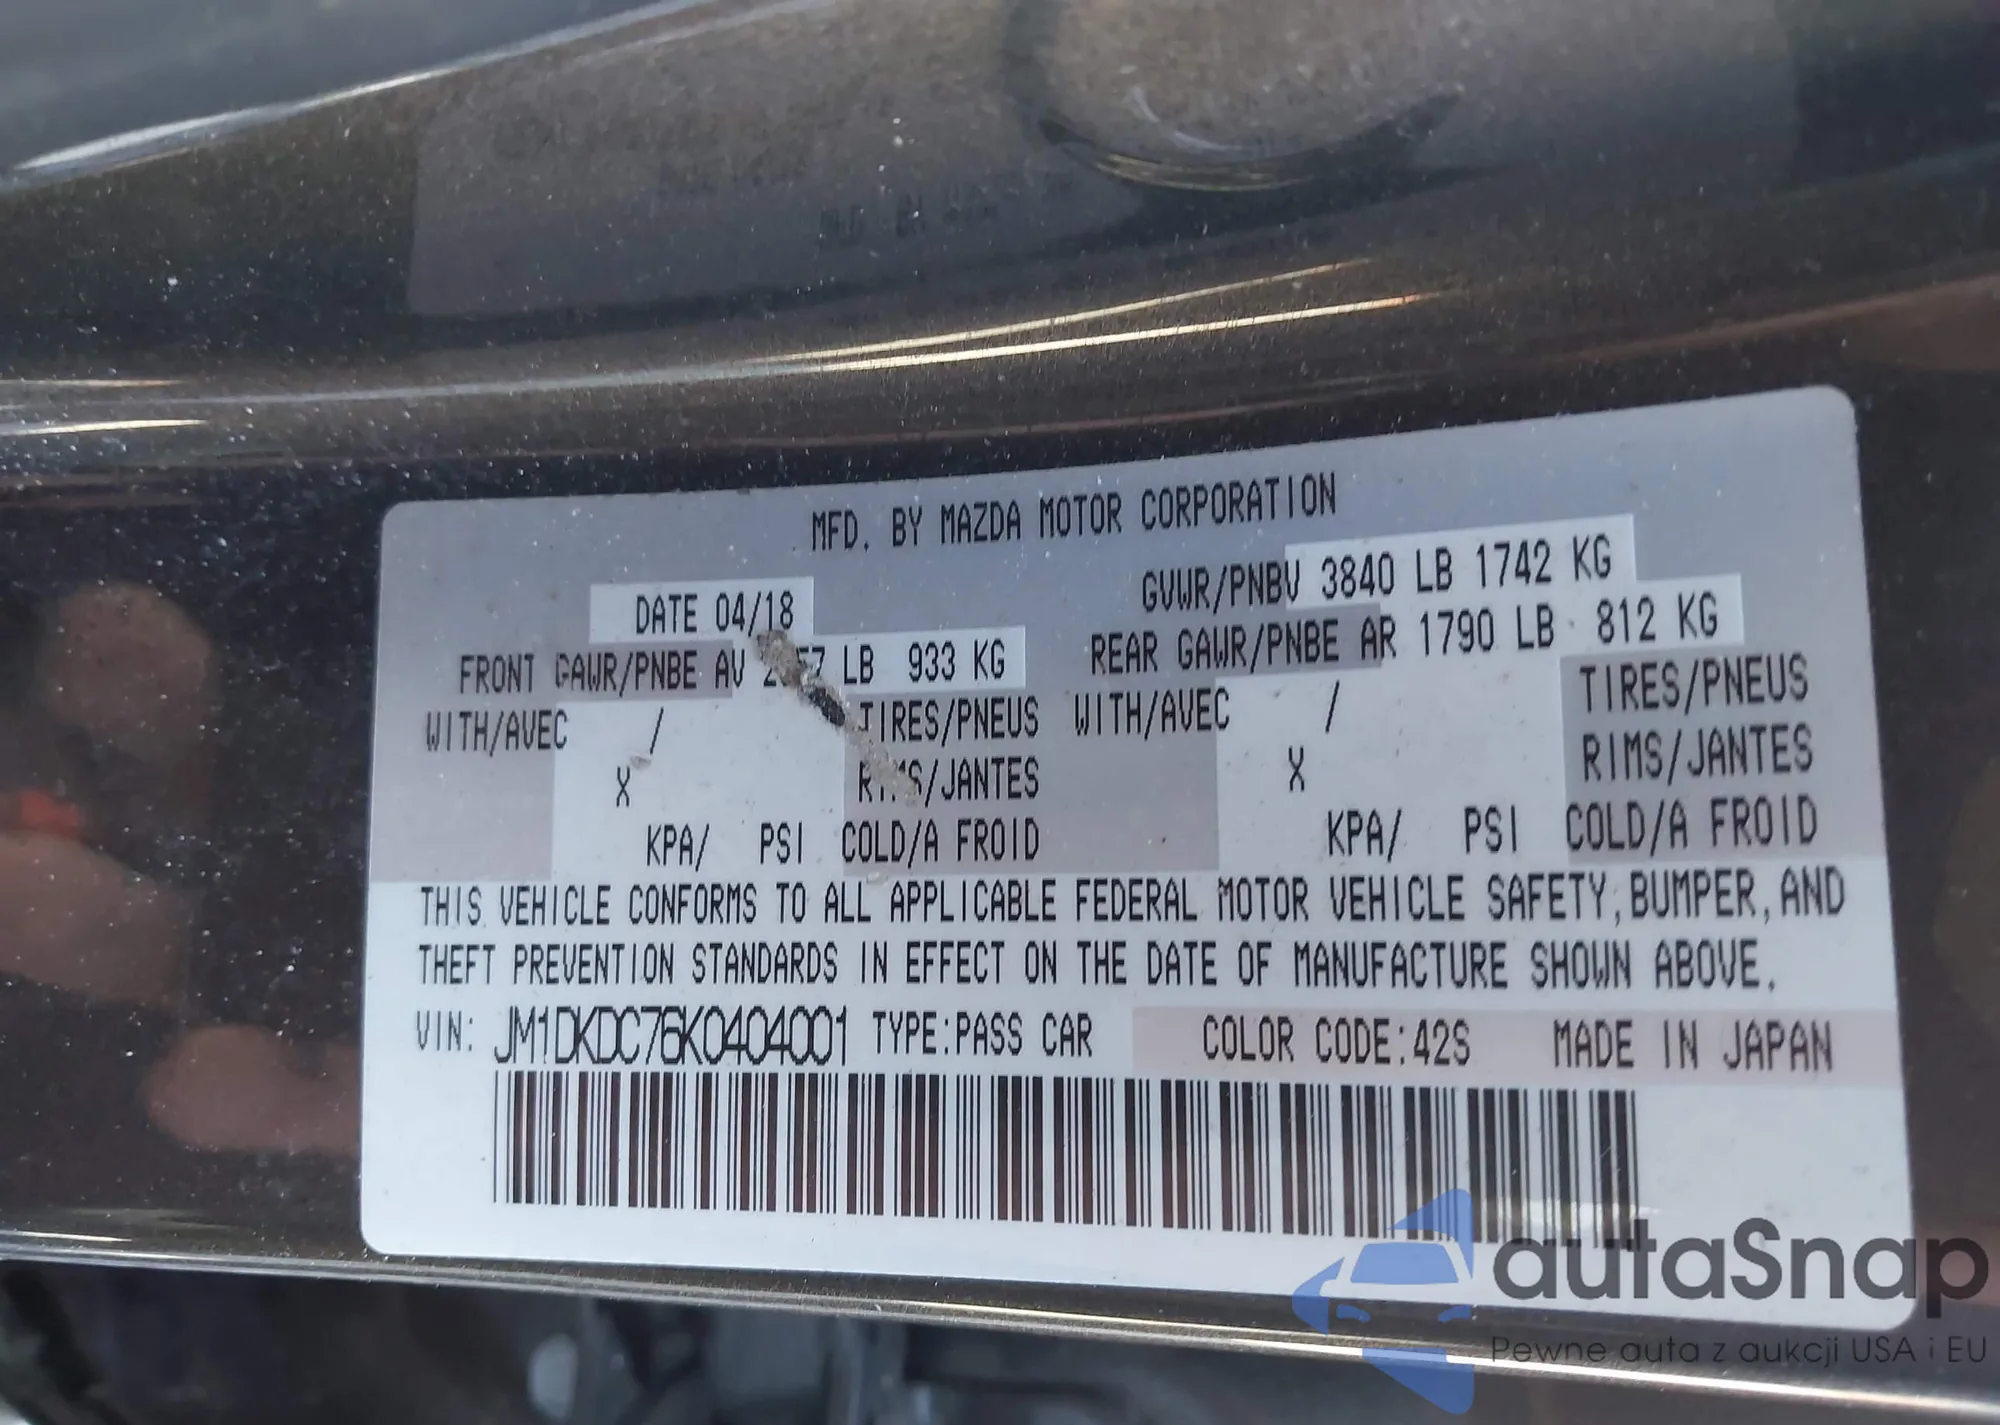 MFD. BY MAZDA MOTOR CORPORATION
DATE 04/18 GVWR/PNBV 3840 LB 1742 KG
FRONT GAWR/PNBE AV LB 933 KG REAR GAWR/PNBE AR 1790 LB 812 KG
WITH/AVEC / TIRES/PNEUS WITH/AVEC / TIRES/PNEUS
X RIMS/JANTES X RIMS/JANTES
KPA/ PSI COLD/A FROID KPA/ PSI COLD/A FROID
THIS VEHICLE CONFORMS TO ALL APPLICABLE FEDERAL MOTOR VEHICLE SAFETY, BUMPER, AND
THEFT PREVENTION STANDARDS IN EFFECT ON THE DATE OF MANUFACTURE SHOWN ABOVE.
VIN: JM1DKDC76K0404001 TYPE:PASS CAR COLOR CODE:42S MADE IN JAPAN
autaSnap
Pewne auta z aukcji USA i EU